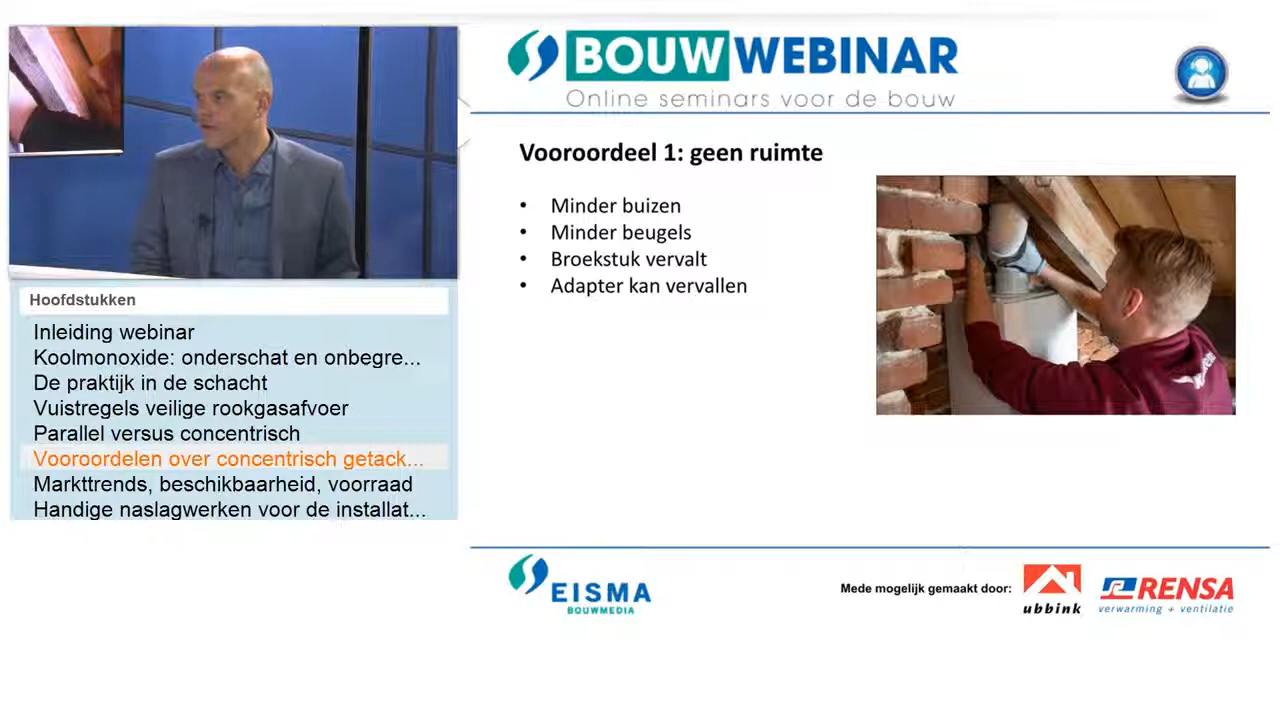 BOUW WEBINAR
Online seminars voor de bouw
Vooroordeel 1: geen ruimte
• Minder buizen
• Minder beugels
• Broekstuk vervalt
• Adapter kan vervallen
Hoofdstukken
Inleiding webinar
Koolmonoxide: onderschat en onbegre...
De praktijk in de schacht
Vuistregels veilige rookgasafvoer
Parallel versus concentrisch
Vooroordelen over concentrisch getack...
Markttrends, beschikbaarheid, voorraad
Handige naslagwerken voor de installat...
EISMA
BOUWMEDIA
Mede mogelijk gemaakt door:
ubbink
RENSA
verwarming + ventilatie